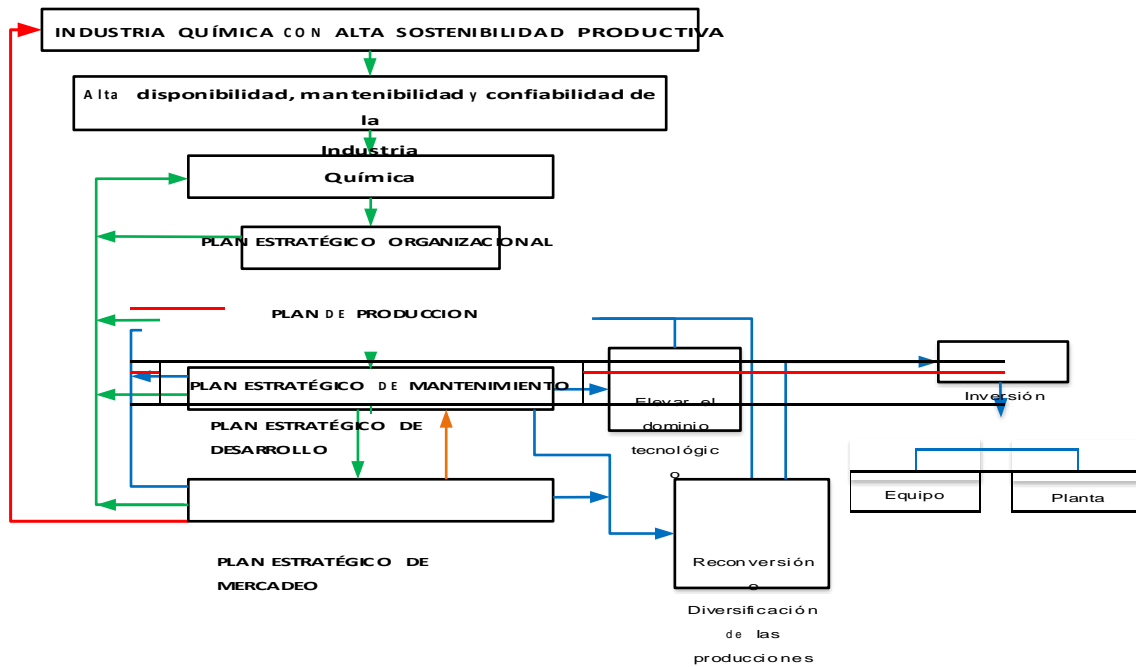 INDUSTRIA QUÍMICA CON ALTA SOSTENIBILIDAD PRODUCTIVA
Alta disponibilidad, mantenibilidad y confiabilidad de
la
Industria
Química
PLAN ESTRATÉGICO ORGANIZACIONAL
PLAN DE PRODUCCION
PLAN ESTRATÉGICO DE MANTENIMIENTO
PLAN ESTRATÉGICO DE
DESARROLLO
Elevar el
dominio
tecnológic
o
Inversión
Equipo
Planta
PLAN ESTRATÉGICO DE
MERCADEO
Reconversión
o
Diversificación
de las
producciones